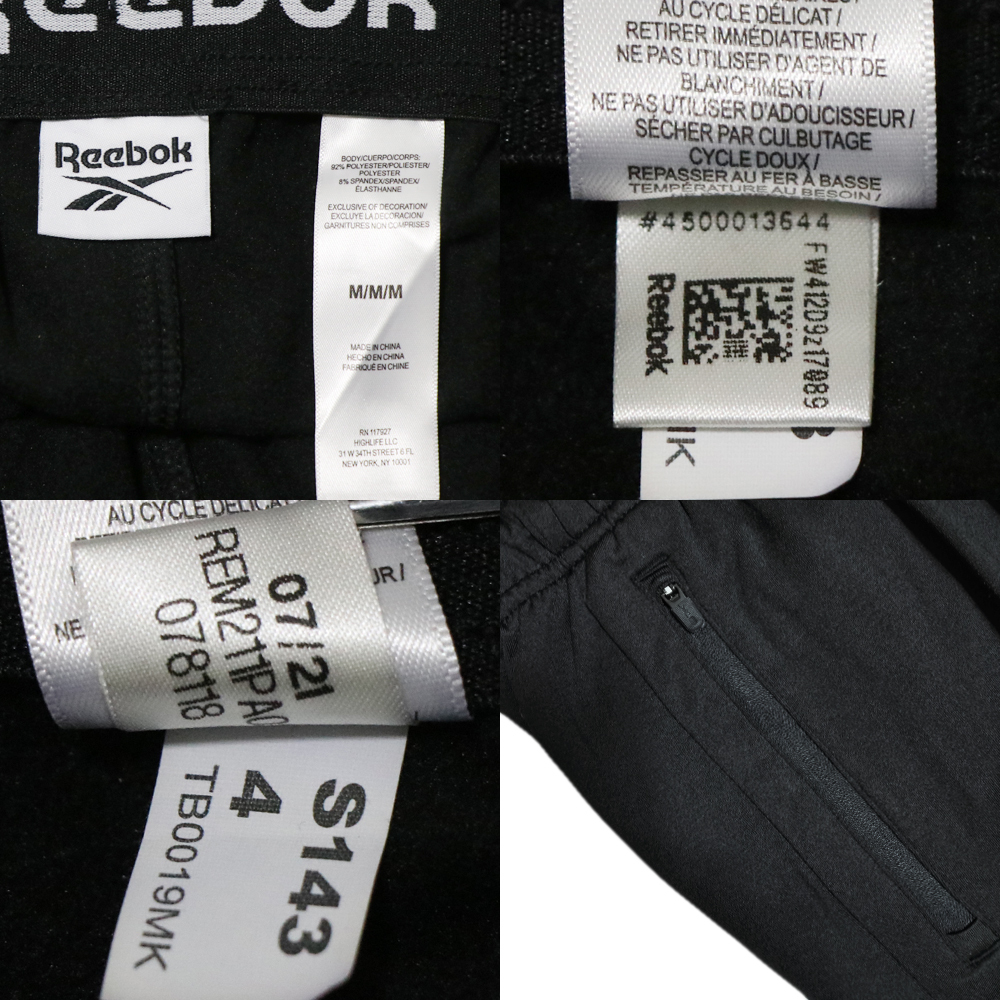 Reebok
Reebok
BODY/CUERPO/CORPS:
92% POLYESTER/POLIESTER/
POLYESTER
8% SPANDEX/SPANDEX/
ÉLASTHANNE
EXCLUSIVE OF DECORATION/
EXCLUYE LA DECORACION/
GARNITURES NON COMPRISES
M/M/M
MADE IN CHINA
HECHO EN CHINA
FABRIQUÉ EN CHINE
RN 117927
HIGHLIFE LLC
31 W 34TH STREET 6 FL
NEW YORK, NY 10001
AU CYCLE DÉLICAT /
RETIRER IMMÉDIATEMENT /
NE PAS UTILISER D'AGENT DE
BLANCHIMENT /
NE PAS UTILISER D'ADOUCISSEUR /
SÉCHER PAR CULBUTAGE
CYCLE DOUX /
REPASSER AU FER À BASSE
TEMPÉRATURE AU BESOIN /
#4500013644
Reebok
MK
AU CYCLE DÉLICAT
UR /
NE
07/21
REM211PA0
078118
S143
4
TB0019MK